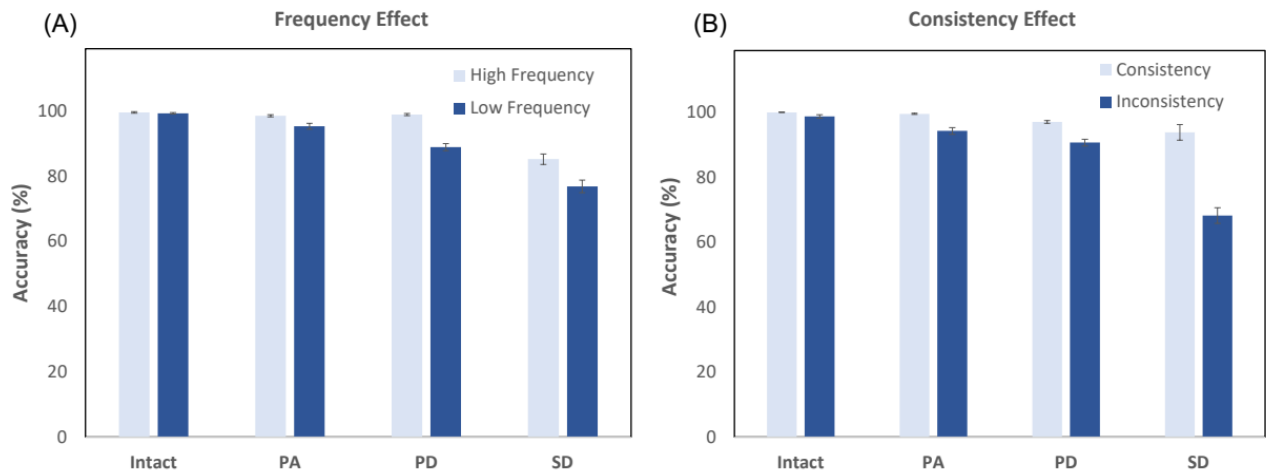 (A)
Frequency Effect
High Frequency
Low Frequency
Accuracy (%)
100
80
60
40
20
0
Intact PA PD SD
(B)
Consistency Effect
Consistency
Inconsistency
Accuracy (%)
100
80
60
40
20
0
Intact PA PD SD